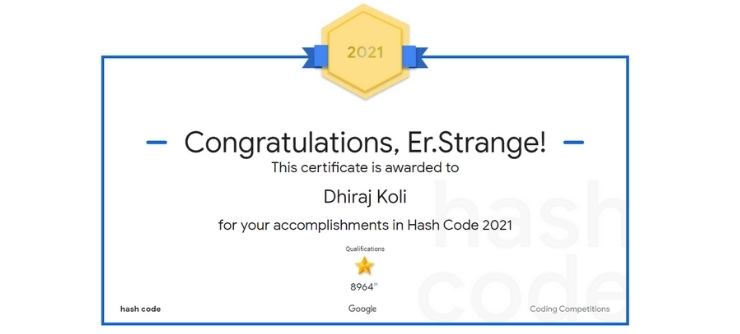 2021
Congratulations, Er.Strange!
This certificate is awarded to
Dhiraj Koli
for your accomplishments in Hash Code 2021
hash
code
Qualifications
8964th
hash code
Google
Coding Competitions